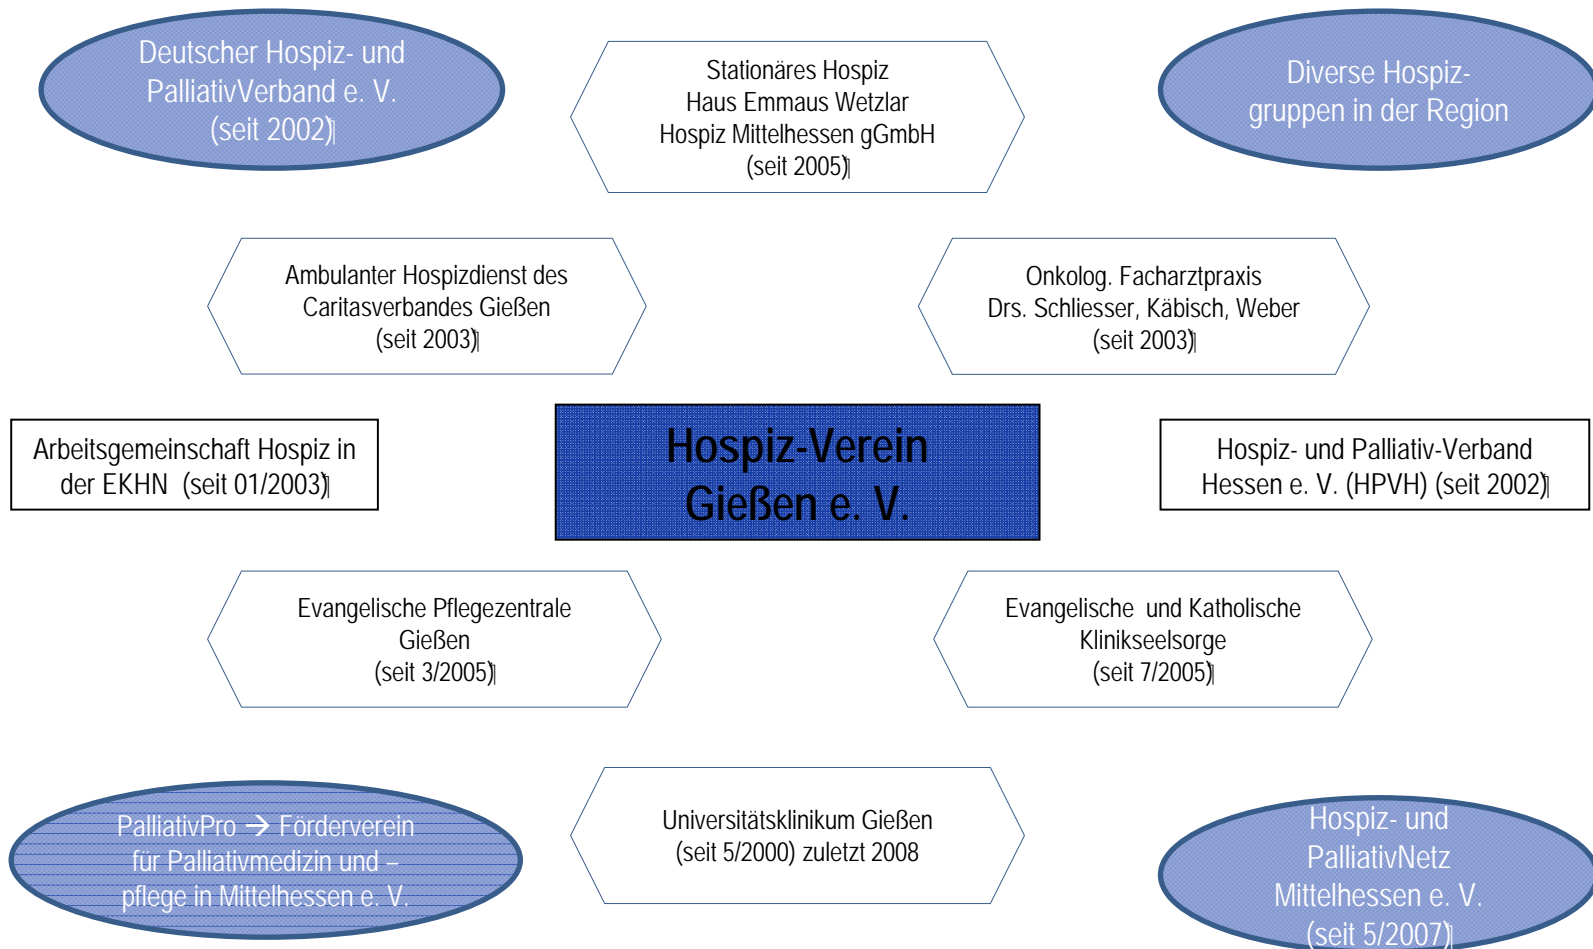 Deutscher Hospiz- und
PalliativVerband e. V.
(seit 2002)
Stationäres Hospiz
Haus Emmaus Wetzlar
Hospiz Mittelhessen gGmbH
(seit 2005)
Diverse Hospiz-
gruppen in der Region
Ambulanter Hospizdienst des
Caritasverbandes Gießen
(seit 2003)
Onkolog. Facharztpraxis
Drs. Schliesser, Käbisch, Weber
(seit 2003)
Arbeitsgemeinschaft Hospiz in
der EKHN (seit 01/2003)
Hospiz-Verein
Gießen e. V.
Hospiz- und Palliativ-Verband
Hessen e. V. (HPVH) (seit 2002)
Evangelische Pflegezentrale
Gießen
(seit 3/2005)
Evangelische und Katholische
Klinikseelsorge
(seit 7/2005)
PalliativPro → Förderverein
für Palliativmedizin und –
pflege in Mittelhessen e. V.
Universitätsklinikum Gießen
(seit 5/2000) zuletzt 2008
Hospiz- und
PalliativNetz
Mittelhessen e. V.
(seit 5/2007)